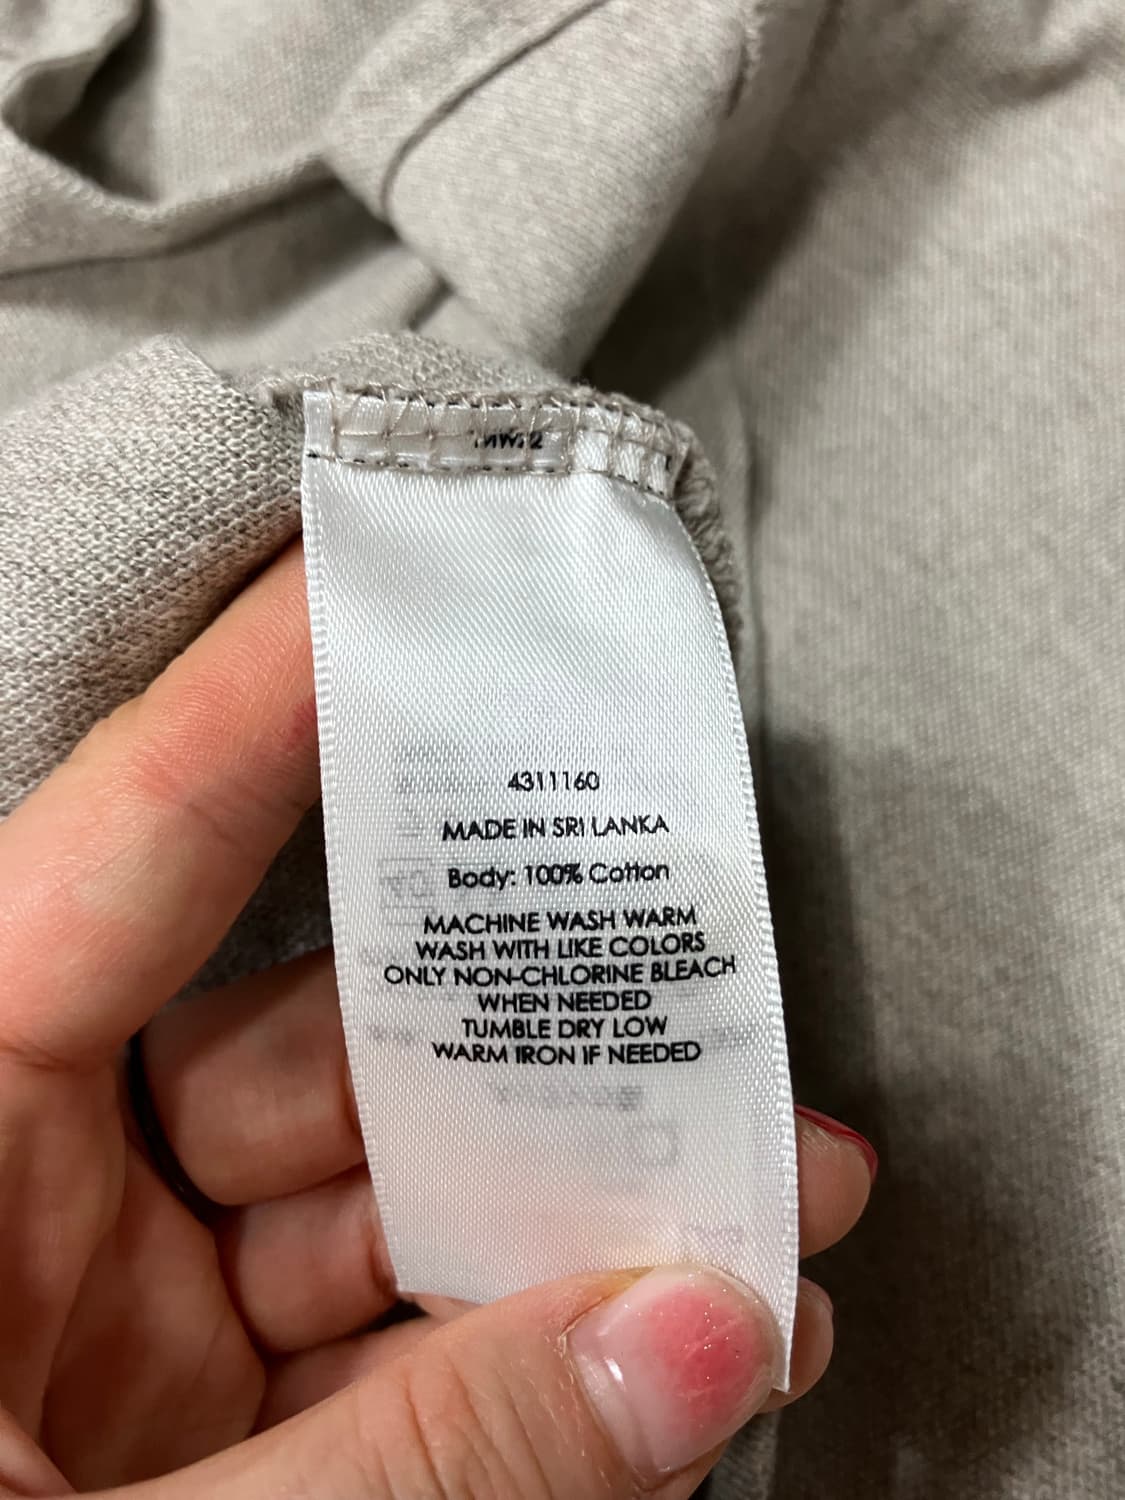 4311160
MADE IN SRI LANKA
Body: 100% Cotton
MACHINE WASH WARM
WASH WITH LIKE COLORS
ONLY NON-CHLORINE BLEACH
WHEN NEEDED
TUMBLE DRY LOW
WARM IRON IF NEEDED